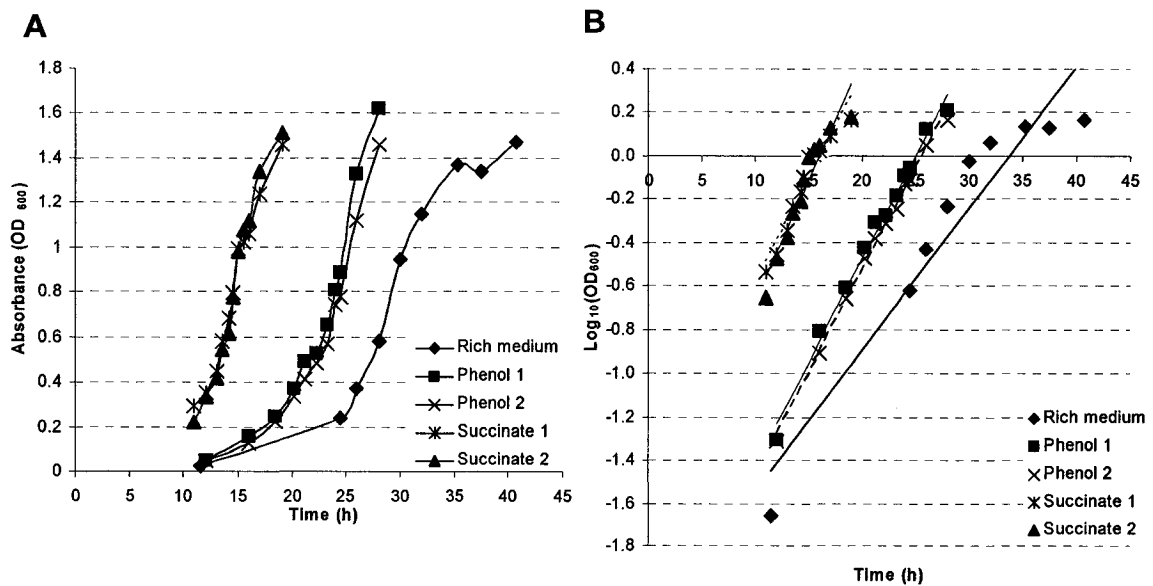 A
Absorbance (OD 600)
1.8
1.6
1.4
1.2
1
0.8
0.6
0.4
0.2
0
0 5 10 15 20 25 30 35 40 45
Time (h)
Rich medium
Phenol 1
Phenol 2
Succinate 1
Succinate 2
B
Log10(OD600)
0.4
0.2
0.0
-0.2
-0.4
-0.6
-0.8
-1.0
-1.2
-1.4
-1.6
-1.8
0 5 10 15 20 25 30 35 40 45
Time (h)
Rich medium
Phenol 1
Phenol 2
Succinate 1
Succinate 2